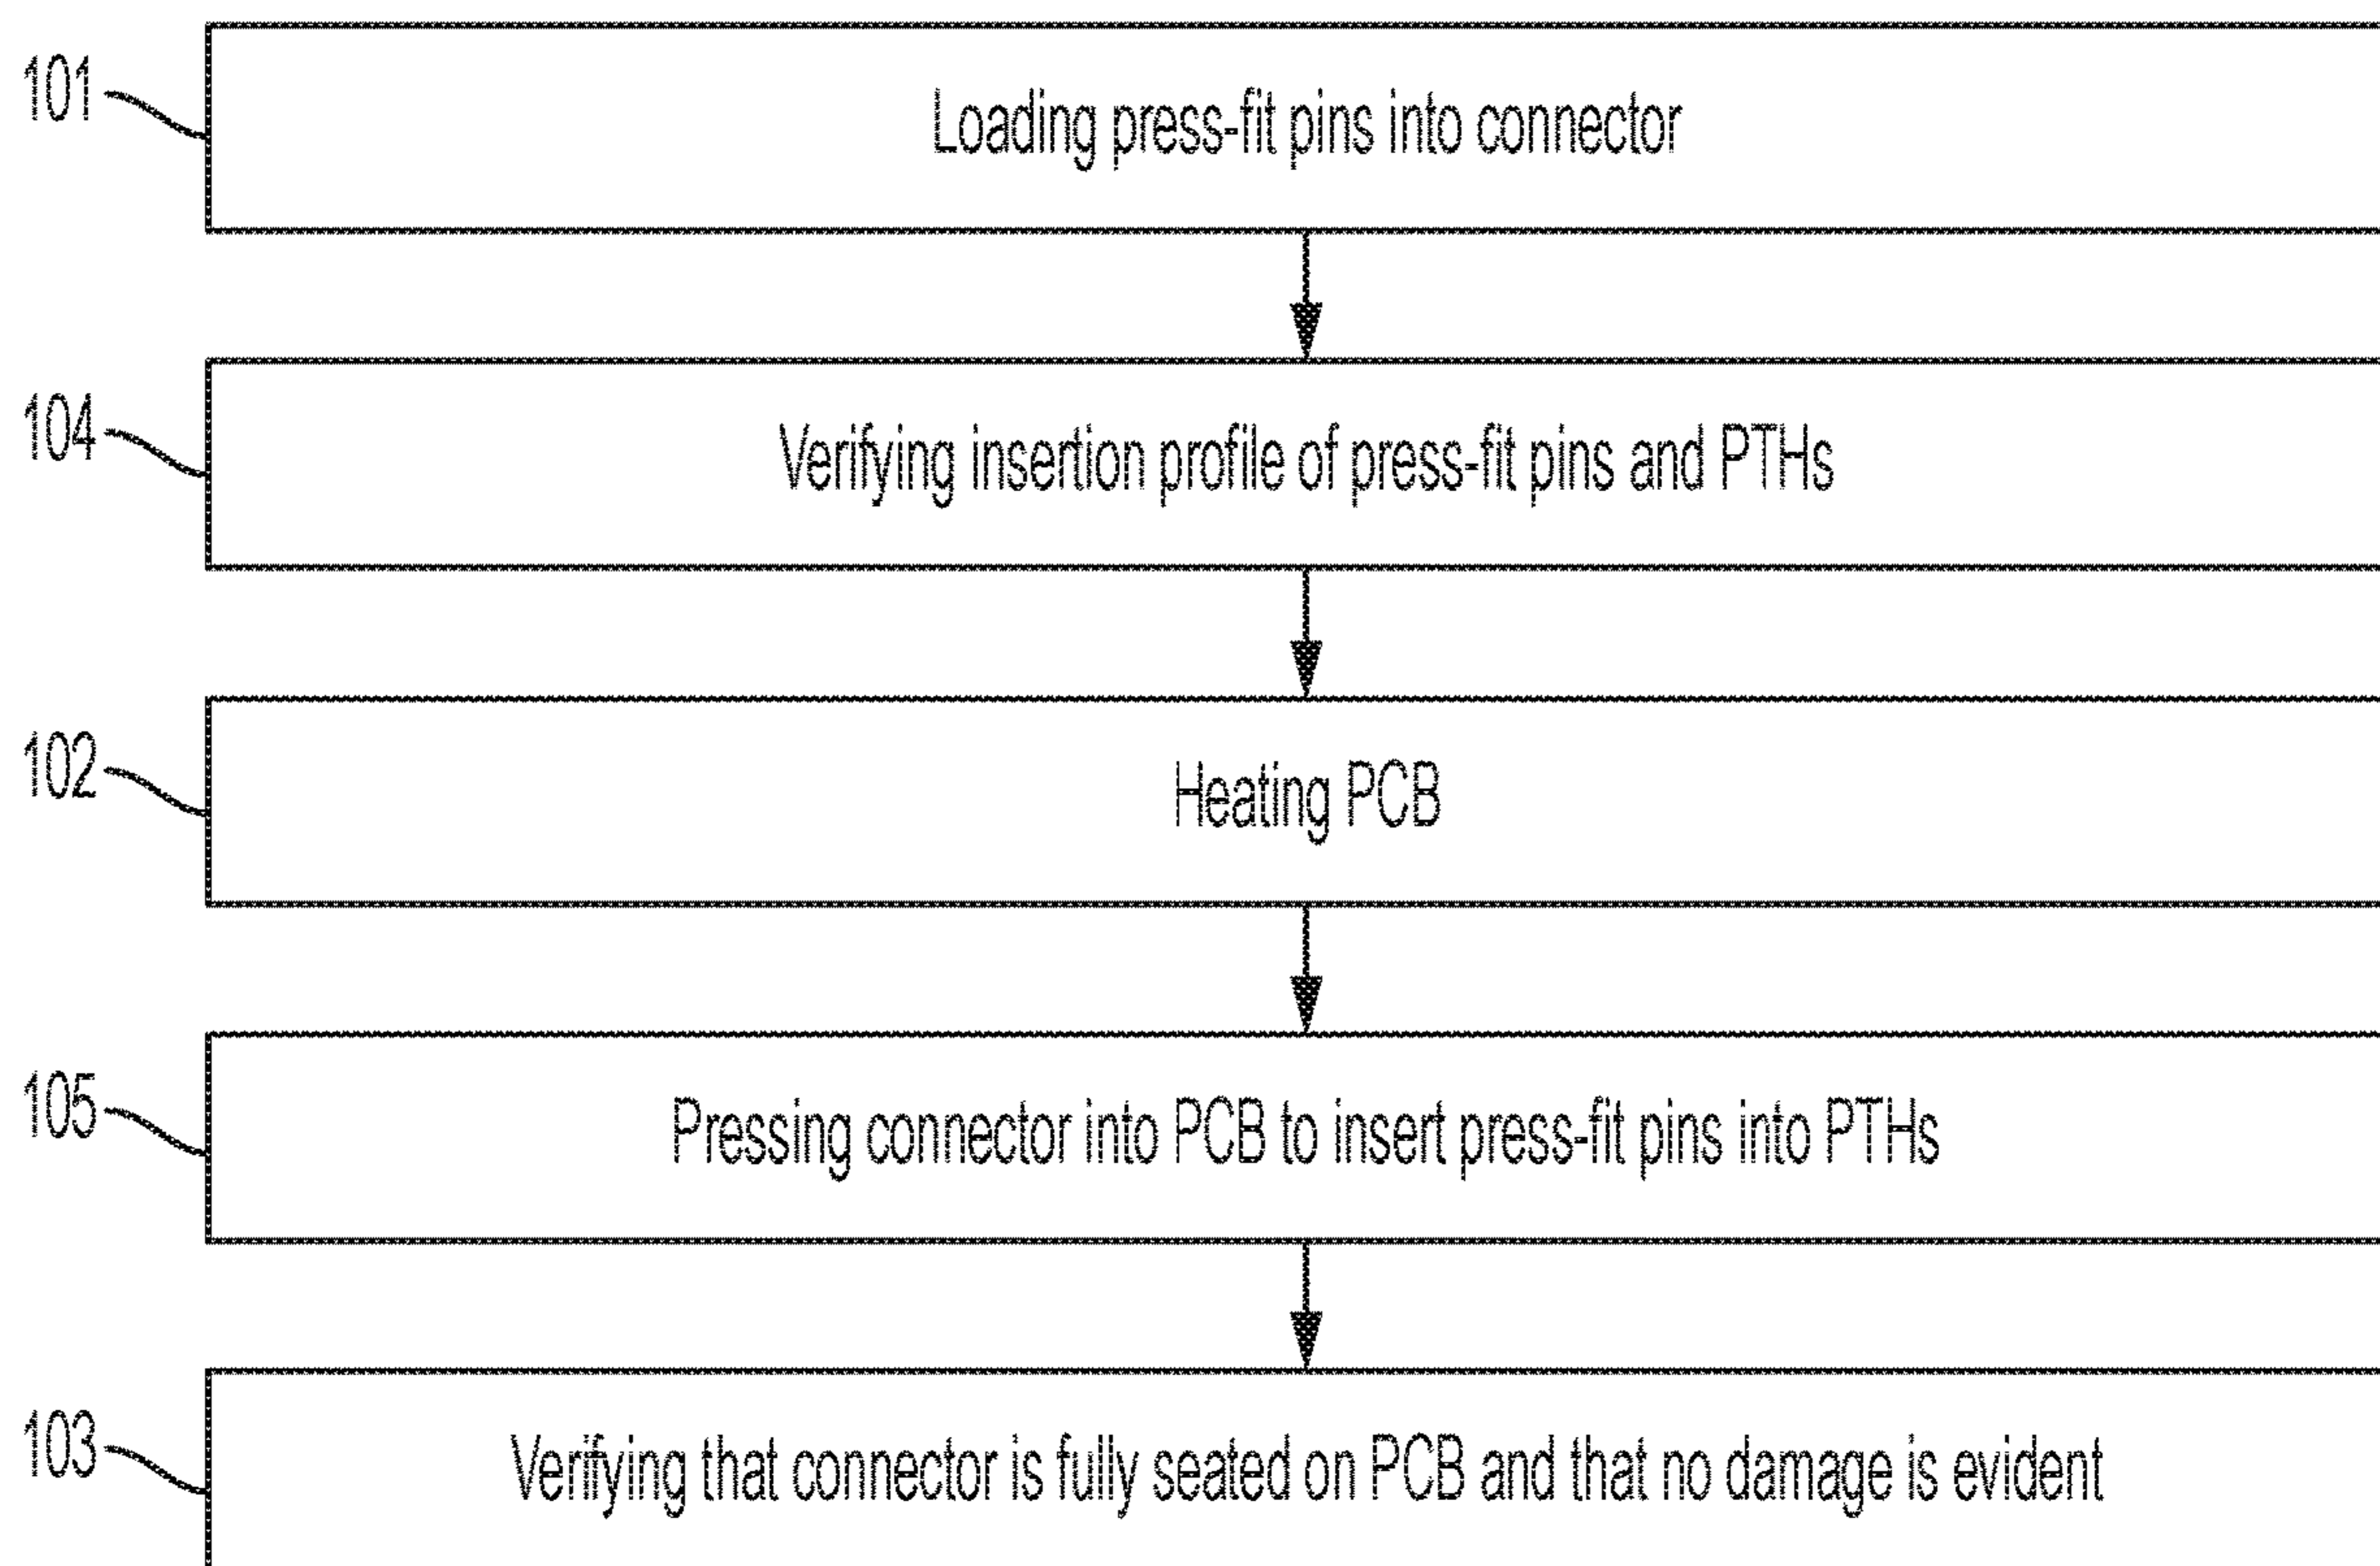 101
Loading press-fit pins into connector
104
Verifying insertion profile of press-fit pins and PTHs
102
Heating PCB
105
Pressing connector into PCB to insert press-fit pins into PTHs
103
Verifying that connector is fully seated on PCB and that no damage is evident